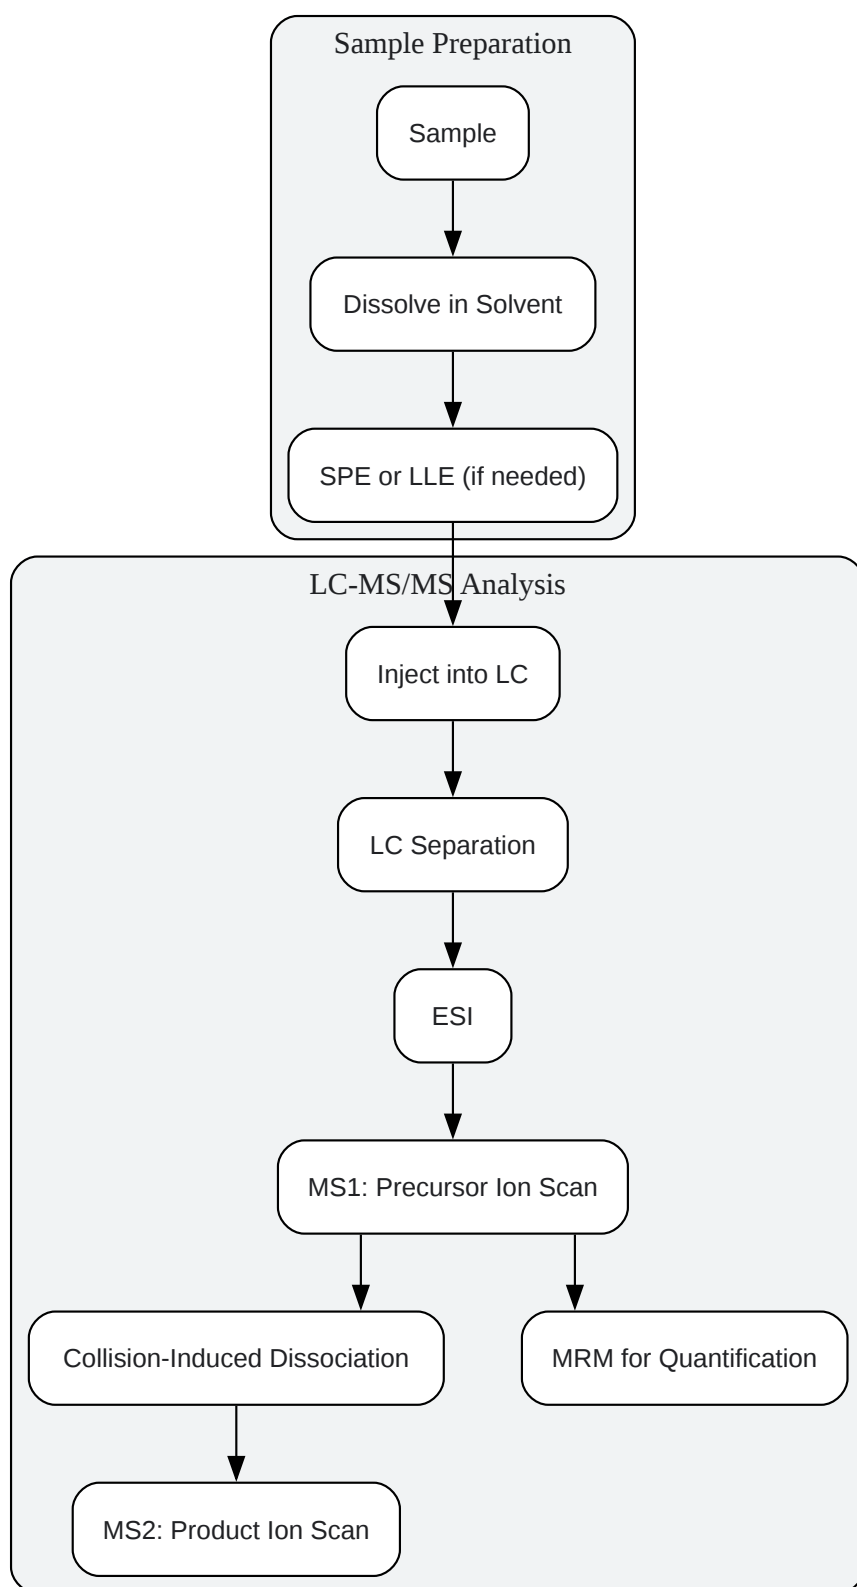 Sample Preparation
Sample
Dissolve in Solvent
SPE or LLE (if needed)
LC-MS/MS Analysis
Inject into LC
LC Separation
ESI
MS1: Precursor Ion Scan
Collision-Induced Dissociation
MRM for Quantification
MS2: Product Ion Scan